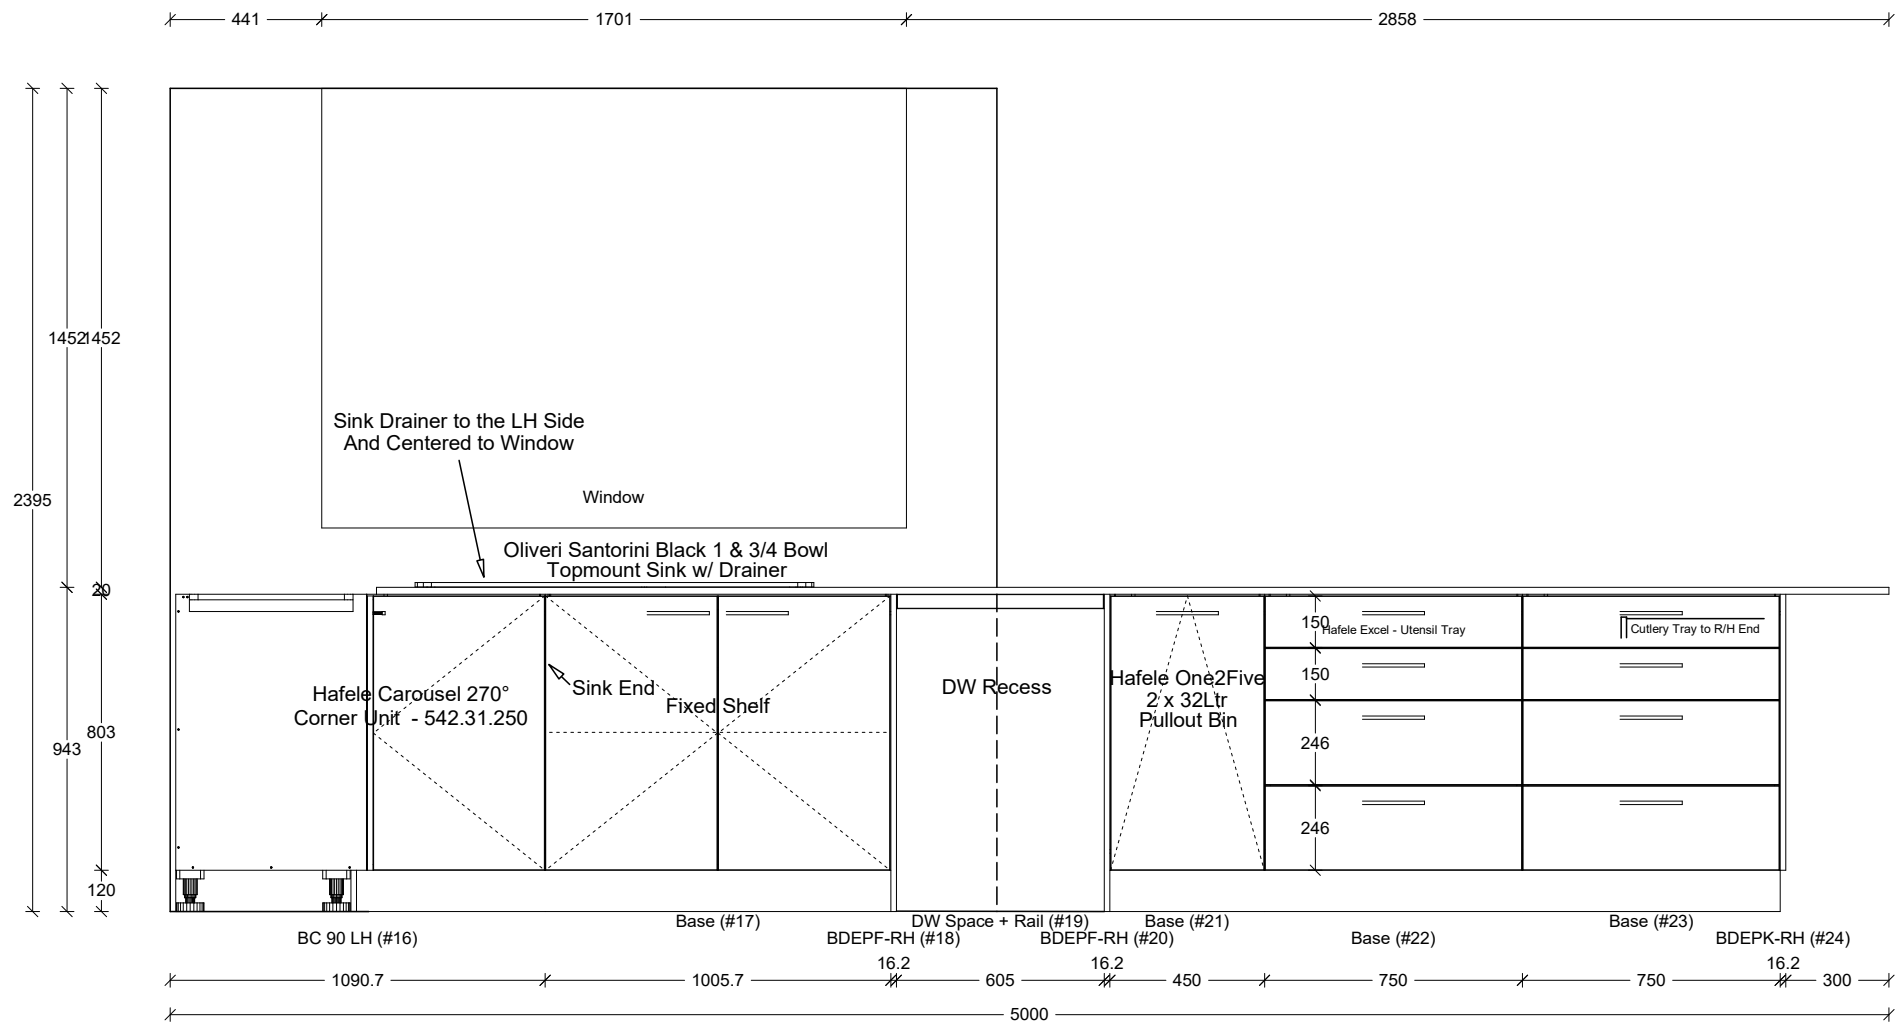 441
1701
2858
1452
1452
Sink Drainer to the LH Side
And Centered to Window
2395
Window
Oliveri Santorini Black 1 & 3/4 Bowl
Topmount Sink w/ Drainer
20
150
Hafele Excel - Utensil Tray
Cutlery Tray to R/H End
150
Hafele Carousel 270°
Corner Unit - 542.31.250
Sink End
Fixed Shelf
DW Recess
Hafele One2Five
2 x 32Ltr
Pullout Bin
803
943
246
246
120
Base (#17)
DW Space + Rail (#19)
Base (#21)
Base (#23)
BC 90 LH (#16)
BDEPF-RH (#18)
BDEPF-RH (#20)
Base (#22)
BDEPK-RH (#24)
16.2
16.2
16.2
1090.7
1005.7
605
450
750
750
300
5000